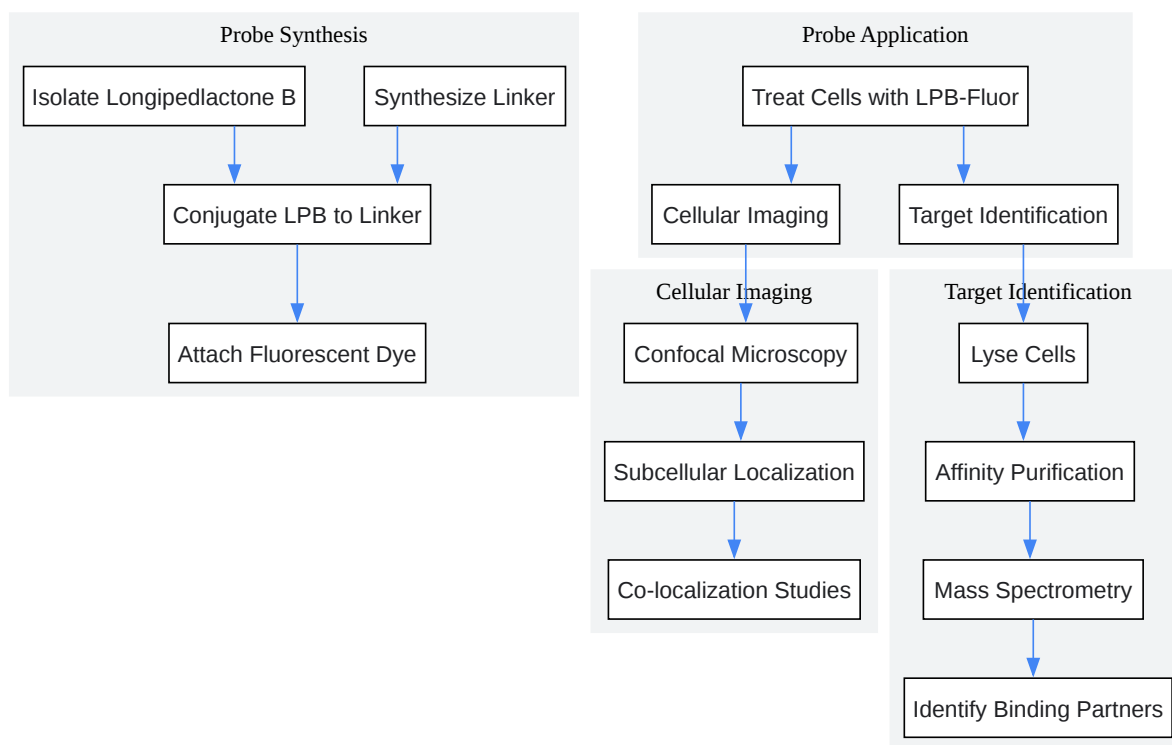 Probe Synthesis
Isolate Longipedlactone B
Synthesize Linker
Conjugate LPB to Linker
Attach Fluorescent Dye
Probe Application
Treat Cells with LPB-Fluor
Cellular Imaging
Target Identification
Cellular Imaging
Confocal Microscopy
Subcellular Localization
Co-localization Studies
Target Identification
Lyse Cells
Affinity Purification
Mass Spectrometry
Identify Binding Partners